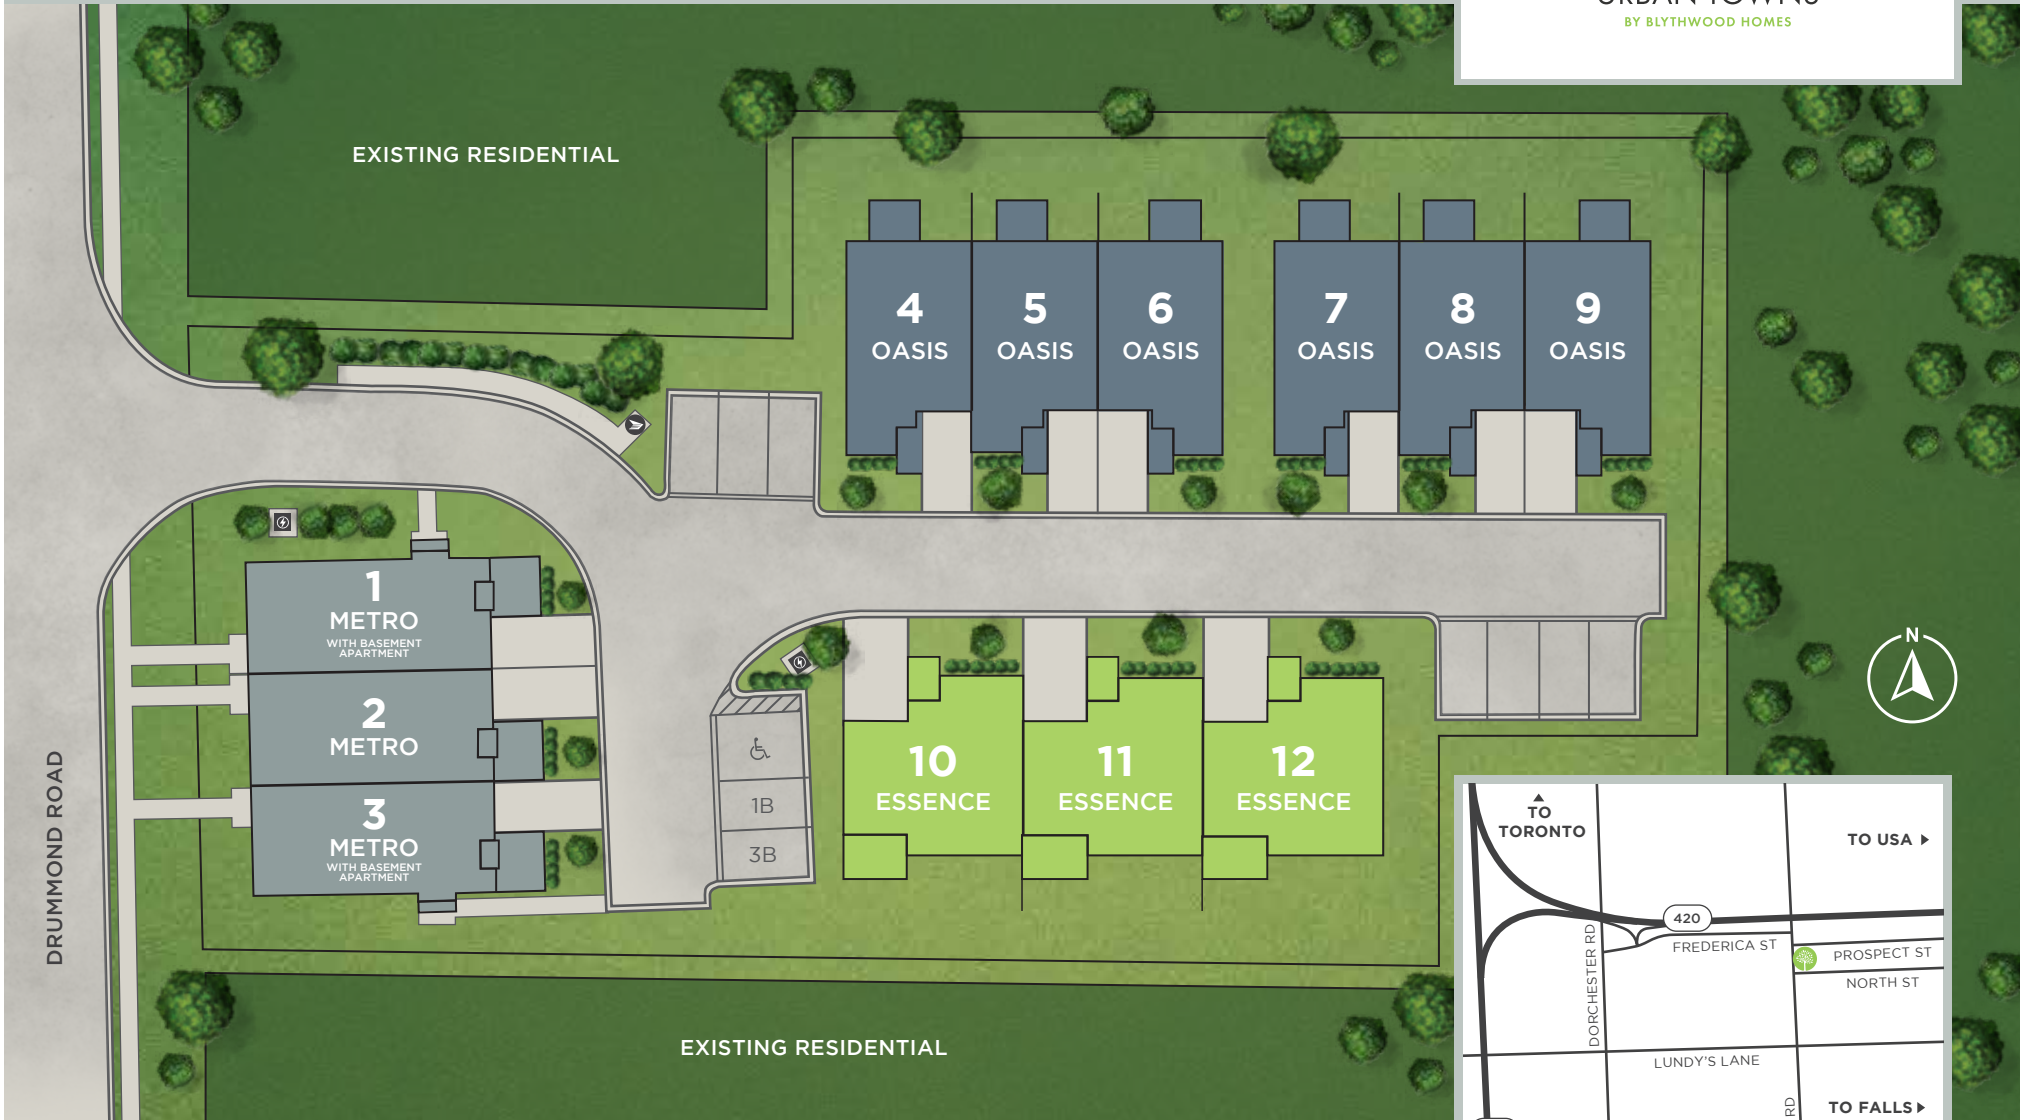 BY BLYTHWOOD HOMES
EXISTING RESIDENTIAL
4
OASIS
5
OASIS
6
OASIS
7
OASIS
8
OASIS
9
OASIS
1
METRO
WITH BASEMENT
APARTMENT
2
METRO
3
METRO
WITH BASEMENT
APARTMENT
1B
3B
10
ESSENCE
11
ESSENCE
12
ESSENCE
DRUMMOND ROAD
EXISTING RESIDENTIAL
N
TO
TORONTO
TO USA
420
DORCHESTER RD
FREDERICA ST
PROSPECT ST
NORTH ST
LUNDY'S LANE
RD
TO FALLS